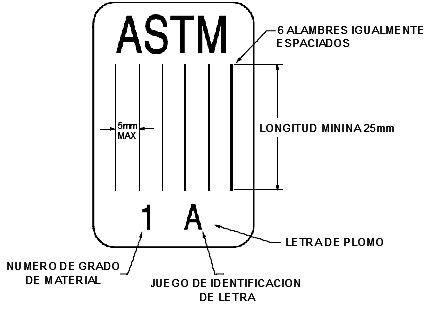 ASTM
6 ALAMBRES IGUALMENTE
ESPACIADOS
5mm
MAX
LONGITUD MININA 25mm
1 A
LETRA DE PLOMO
NUMERO DE GRADO
DE MATERIAL
JUEGO DE IDENTIFICACION
DE LETRA